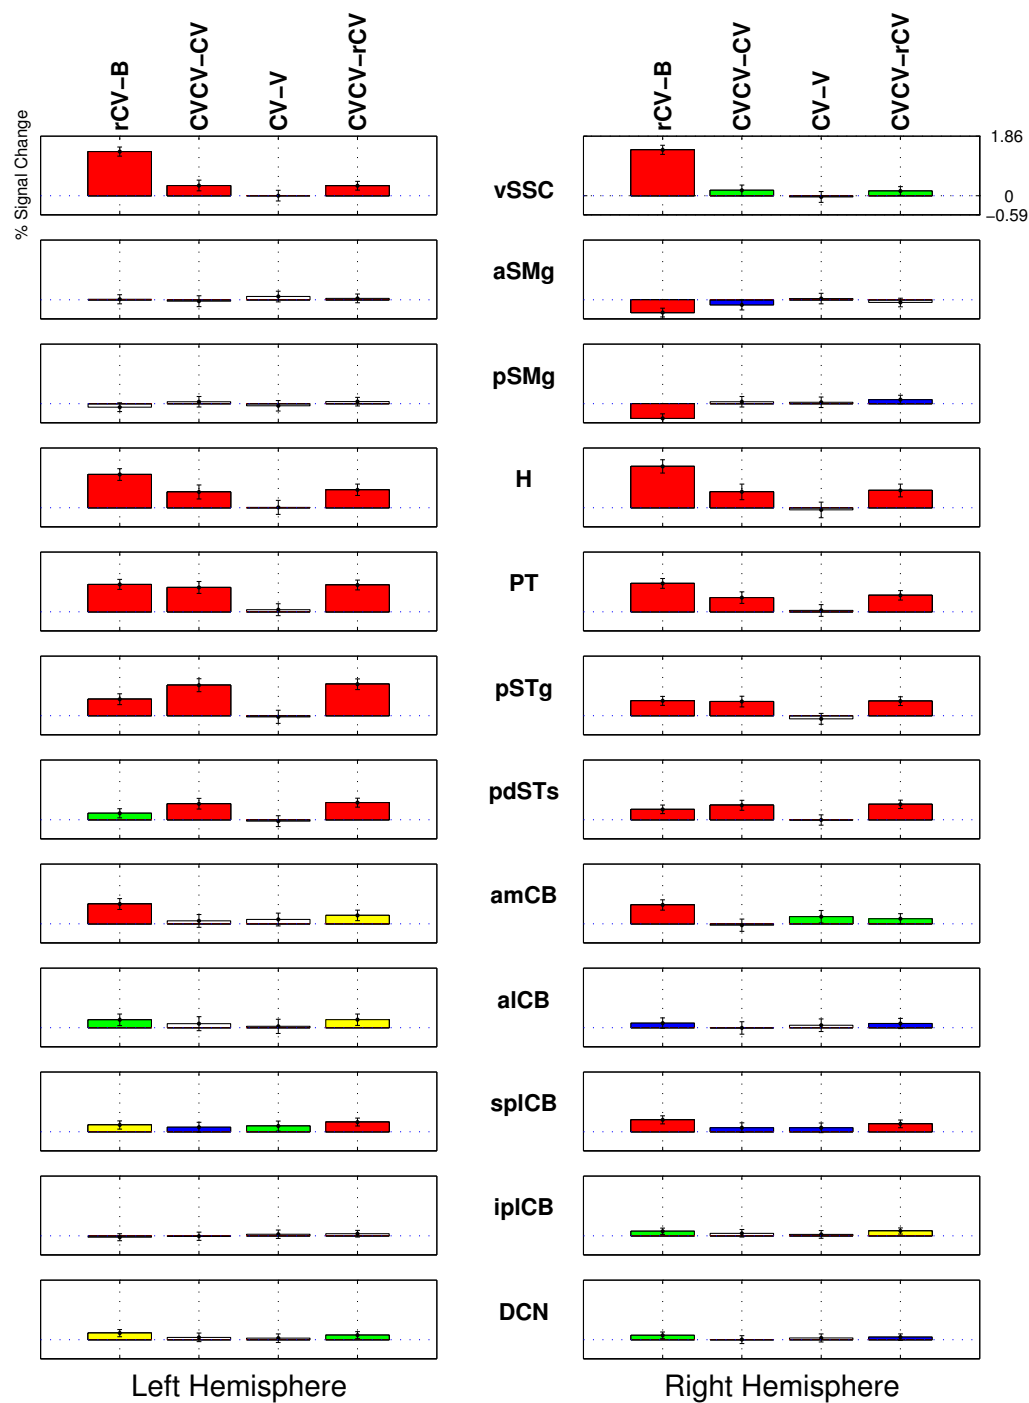 rCV−B
CVCV−CV
CV−V
CVCV−rCV
rCV−B
CVCV−CV
CV−V
CVCV−rCV
% Signal Change
1.86
0
−0.59
vSSC
aSMg
pSMg
H
PT
pSTg
pdSTs
amCB
alCB
splCB
iplCB
DCN
Left Hemisphere
Right Hemisphere